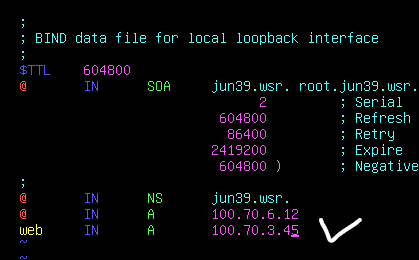 ;
; BIND data file for local loopback interface
;
$TTL 604800
@ IN SOA jun39.wsr. root.jun39.wsr.
2 ; Serial
604800 ; Refresh
86400 ; Retry
2419200 ; Expire
604800 ) ; Negative
;
@ IN NS jun39.wsr.
@ IN A 100.70.6.12
web IN A 100.70.3.45
~
~